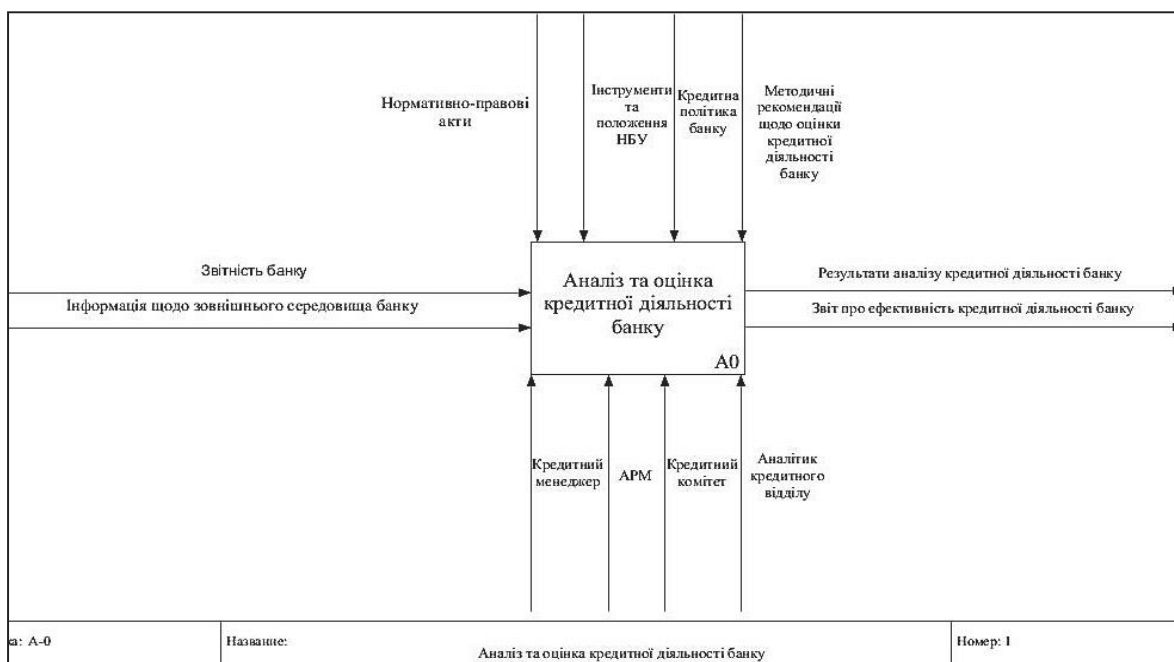 Нормативно-правові
акти
Інструменти
та
положення
НБУ
Кредитна
політика
банку
Методичні
рекомендації
щодо оцінки
кредитної
діяльності
банку
Звітність банку
Інформація щодо зовнішнього середовища банку
Аналіз та оцінка
кредитної діяльності
банку
A0
Результати аналізу кредитної діяльності банку
Звіт про ефективність кредитної діяльності банку
Кредитний
менеджер
АРМ
Кредитний
комітет
Аналітик
кредитного
відділу
ка: A-0
Название:
Аналіз та оцінка кредитної діяльності банку
Номер: 1